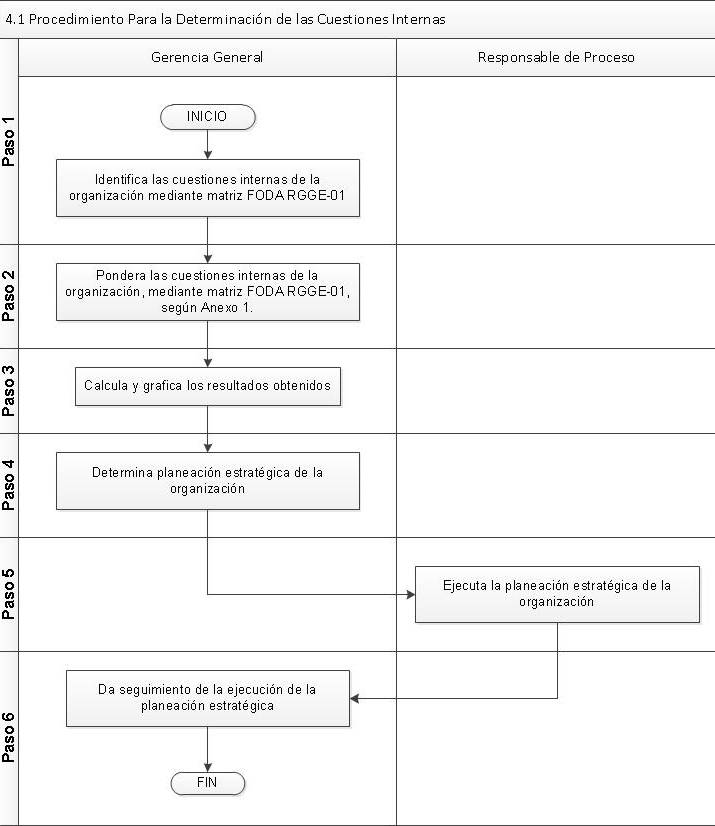 4.1 Procedimiento Para la Determinación de las Cuestiones Internas
Gerencia General
Responsable de Proceso
Paso 1
INICIO
Identifica las cuestiones internas de la
organización mediante matriz FODA RGGE-01
Paso 2
Pondera las cuestiones internas de la
organización, mediante matriz FODA RGGE-01,
según Anexo 1.
Paso 3
Calcula y grafica los resultados obtenidos
Paso 4
Determina planeación estratégica de la
organización
Paso 5
Ejecuta la planeación estratégica de la
organización
Paso 6
Da seguimiento de la ejecución de la
planeación estratégica
FIN